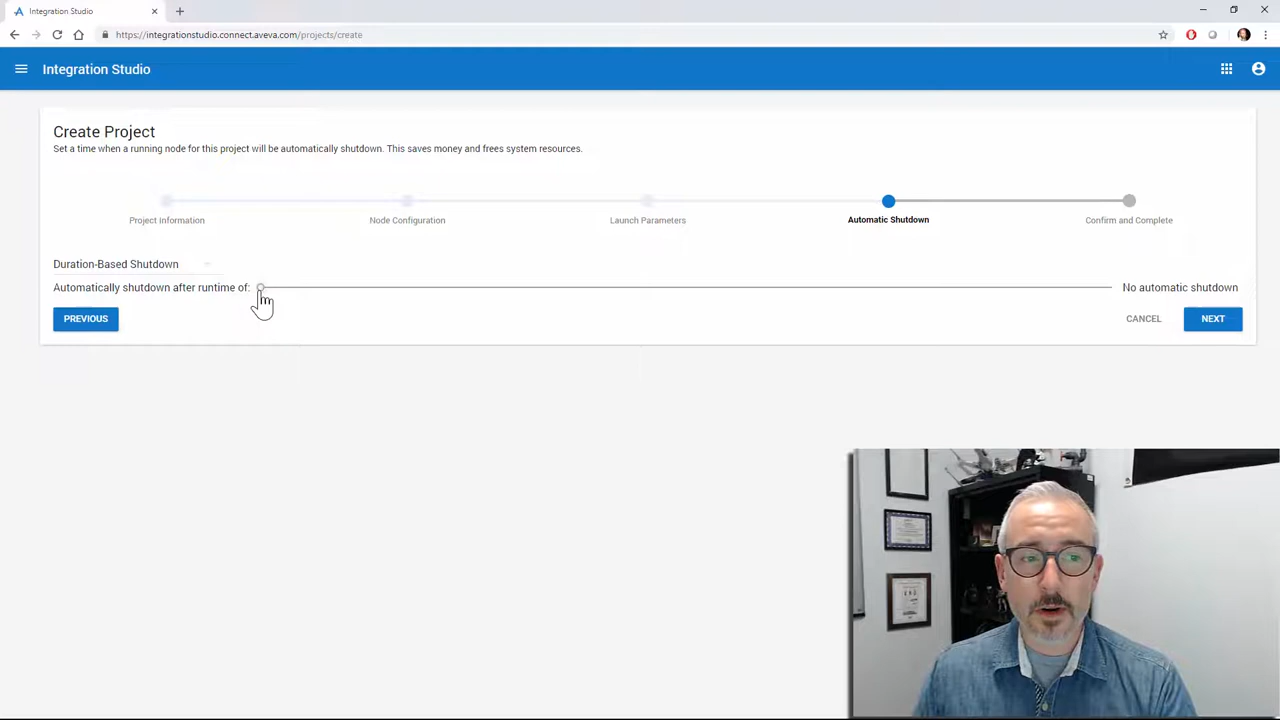 Integration Studio
https://integrationstudio.connect.aveva.com/projects/create
Integration Studio
Create Project
Set a time when a running node for this project will be automatically shutdown. This saves money and frees system resources.
Project Information
Node Configuration
Launch Parameters
Automatic Shutdown
Confirm and Complete
Duration-Based Shutdown
Automatically shutdown after runtime of:
No automatic shutdown
PREVIOUS
CANCEL
NEXT